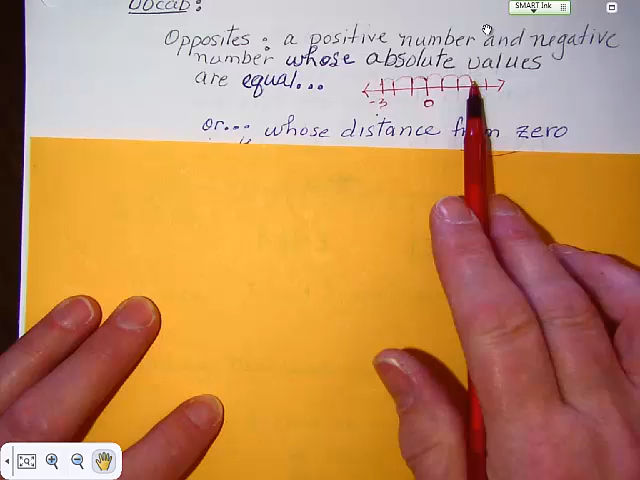 Vocab:
SMART Ink
Opposites: a positive number and negative
number whose absolute values
are equal...
-3 0
or... whose distance from zero